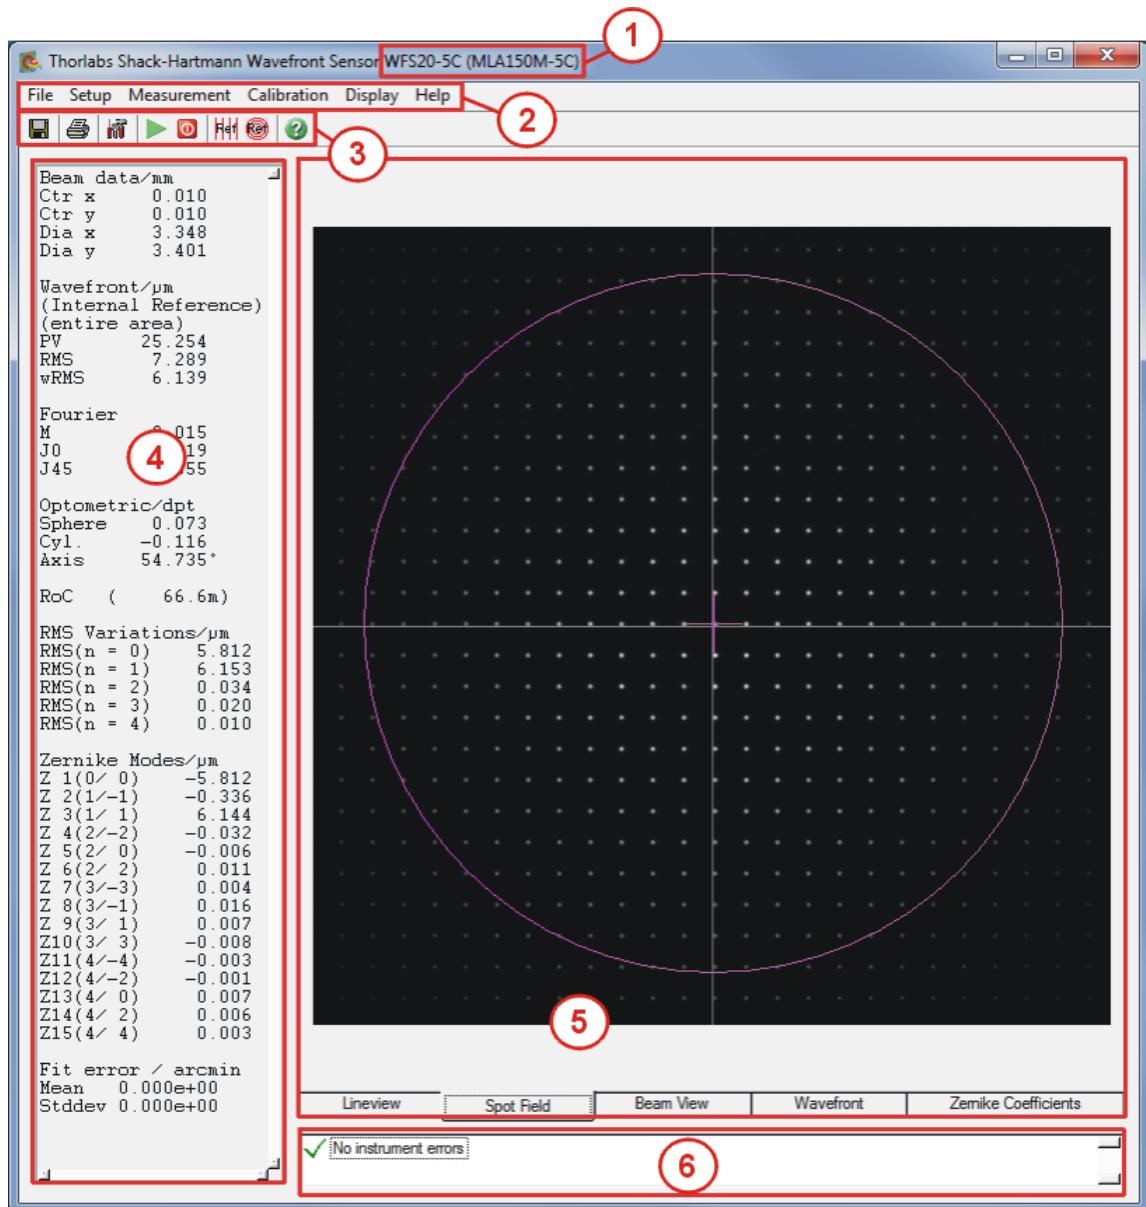 1
Thorlabs Shack-Hartmann Wavefront Sensor WFS20-5C (MLA150M-5C)
File Setup Measurement Calibration Display Help
2
Ref Ref
3
Beam data/mm
Ctr x 0.010
Ctr y 0.010
Dia x 3.348
Dia y 3.401
Wavefront/µm
(Internal Reference)
(entire area)
PV 25.254
RMS 7.289
wRMS 6.139
Fourier
M .015
J0 19
J45 55
4
Optometric/dpt
Sphere 0.073
Cyl. -0.116
Axis 54.735°
RoC ( 66.6m)
RMS Variations/µm
RMS(n = 0) 5.812
RMS(n = 1) 6.153
RMS(n = 2) 0.034
RMS(n = 3) 0.020
RMS(n = 4) 0.010
Zernike Modes/µm
Z 1(0/ 0) -5.812
Z 2(1/-1) -0.336
Z 3(1/ 1) 6.144
Z 4(2/-2) -0.032
Z 5(2/ 0) -0.006
Z 6(2/ 2) 0.011
Z 7(3/-3) 0.004
Z 8(3/-1) 0.016
Z 9(3/ 1) 0.007
Z10(3/ 3) -0.008
Z11(4/-4) -0.003
Z12(4/-2) -0.001
Z13(4/ 0) 0.007
Z14(4/ 2) 0.006
Z15(4/ 4) 0.003
Fit error / arcmin
Mean 0.000e+00
Stddev 0.000e+00
5
Lineview Spot Field Beam View Wavefront Zernike Coefficients
No instrument errors
6